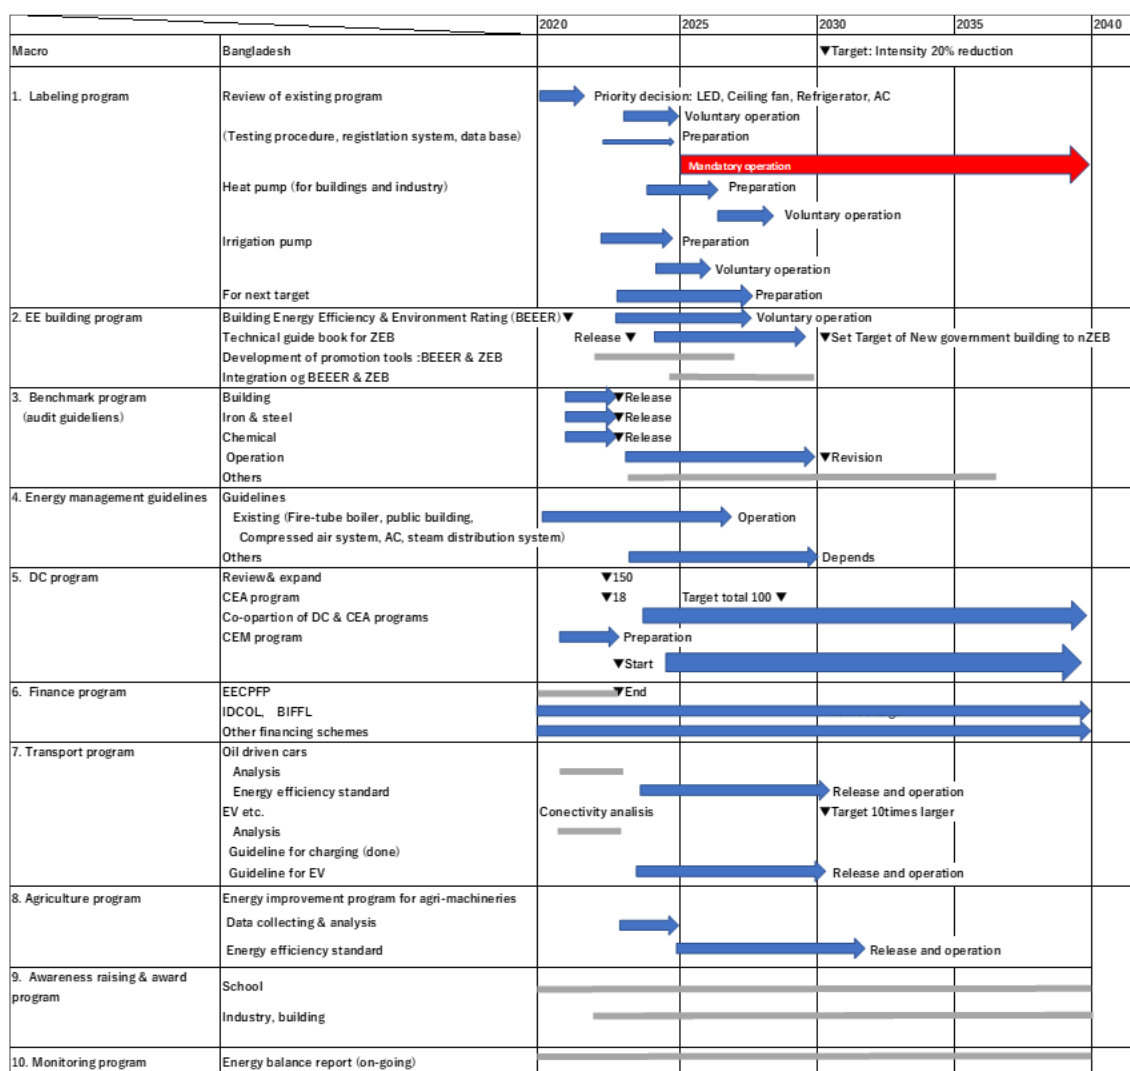 2020 2025 2030 2035 2040
Macro Bangladesh ▼Target: Intensity 20% reduction
1. Labeling program Review of existing program Priority decision: LED, Ceiling fan, Refrigerator, AC
Voluntary operation
(Testing procedure, registlation system, data base) Preparation
Mandatory operation
Heat pump (for buildings and industry) Preparation
Voluntary operation
Irrigation pump Preparation
Voluntary operation
For next target Preparation
2. EE building program Building Energy Efficiency & Environment Rating (BEEER)▼ Voluntary operation
Technical guide book for ZEB Release ▼ ▼Set Target of New government building to nZEB
Development of promotion tools :BEEER & ZEB
Integration og BEEER & ZEB
3. Benchmark program Building ▼Release
(audit guideliens) Iron & steel ▼Release
Chemical ▼Release
Operation ▼Revision
Others
4. Energy management guidelines Guidelines
Existing (Fire-tube boiler, public building, Operation
Compressed air system, AC, steam distribution system)
Others Depends
5. DC program Review& expand ▼150
CEA program ▼18 Target total 100 ▼
Co-opartion of DC & CEA programs
CEM program Preparation
▼Start
6. Finance program EECPFP ▼End
IDCOL, BIFFL
Other financing schemes
7. Transport program Oil driven cars
Analysis
Energy efficiency standard Release and operation
EV etc. Conectivity analisis ▼Target 10times larger
Analysis
Guideline for charging (done)
Guideline for EV Release and operation
8. Agriculture program Energy improvement program for agri-machineries
Data collecting & analysis
Energy efficiency standard Release and operation
9. Awareness raising & award
program
School
Industry, building
10. Monitoring program Energy balance report (on-going)